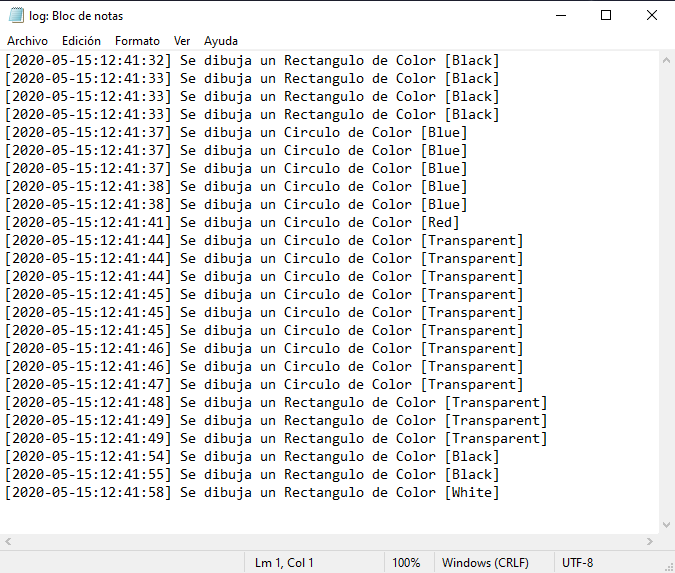 log: Bloc de notas
Archivo Edición Formato Ver Ayuda
[2020-05-15:12:41:32] Se dibuja un Rectangulo de Color [Black]
[2020-05-15:12:41:33] Se dibuja un Rectangulo de Color [Black]
[2020-05-15:12:41:33] Se dibuja un Rectangulo de Color [Black]
[2020-05-15:12:41:33] Se dibuja un Rectangulo de Color [Black]
[2020-05-15:12:41:37] Se dibuja un Circulo de Color [Blue]
[2020-05-15:12:41:37] Se dibuja un Circulo de Color [Blue]
[2020-05-15:12:41:37] Se dibuja un Circulo de Color [Blue]
[2020-05-15:12:41:38] Se dibuja un Circulo de Color [Blue]
[2020-05-15:12:41:38] Se dibuja un Circulo de Color [Blue]
[2020-05-15:12:41:41] Se dibuja un Circulo de Color [Red]
[2020-05-15:12:41:44] Se dibuja un Circulo de Color [Transparent]
[2020-05-15:12:41:44] Se dibuja un Circulo de Color [Transparent]
[2020-05-15:12:41:44] Se dibuja un Circulo de Color [Transparent]
[2020-05-15:12:41:45] Se dibuja un Circulo de Color [Transparent]
[2020-05-15:12:41:45] Se dibuja un Circulo de Color [Transparent]
[2020-05-15:12:41:45] Se dibuja un Circulo de Color [Transparent]
[2020-05-15:12:41:46] Se dibuja un Circulo de Color [Transparent]
[2020-05-15:12:41:46] Se dibuja un Circulo de Color [Transparent]
[2020-05-15:12:41:47] Se dibuja un Circulo de Color [Transparent]
[2020-05-15:12:41:48] Se dibuja un Rectangulo de Color [Transparent]
[2020-05-15:12:41:49] Se dibuja un Rectangulo de Color [Transparent]
[2020-05-15:12:41:49] Se dibuja un Rectangulo de Color [Transparent]
[2020-05-15:12:41:54] Se dibuja un Rectangulo de Color [Black]
[2020-05-15:12:41:55] Se dibuja un Rectangulo de Color [Black]
[2020-05-15:12:41:58] Se dibuja un Rectangulo de Color [White]
Lm 1, Col 1 100% Windows (CRLF) UTF-8